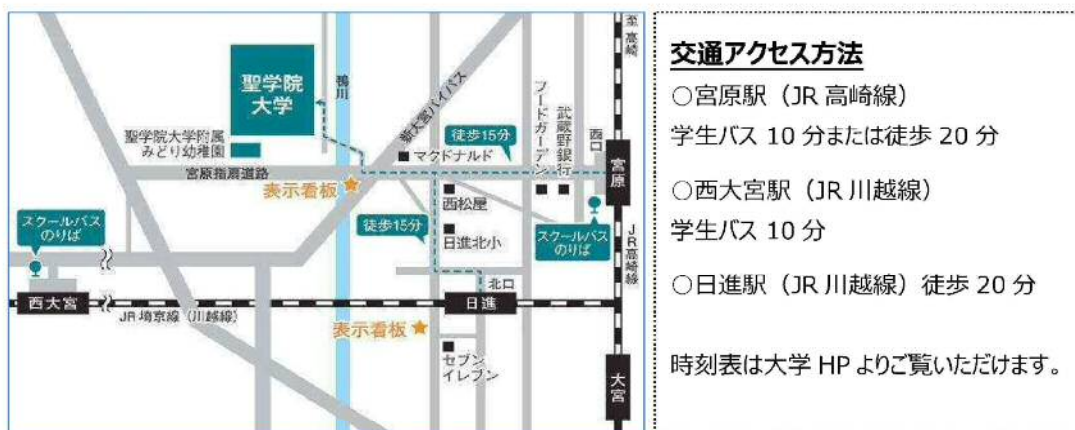 至高崎
聖学院
大学
鴨川
新大宮バイパス
フードガーデン
武蔵野銀行
西口
徒歩15分
聖学院大学附属
みどり幼稚園
マクドナルド
宮原
宮原指扇道路
表示看板
西松屋
スクールバス
のりば
徒歩15分
日進北小
スクールバス
のりば
JR高崎線
北口
西大宮
日進
JR埼京線(川越線)
表示看板
セブン
イレブン
大宮
交通アクセス方法
○宮原駅（JR 高崎線）
学生バス 10 分または徒歩 20 分
○西大宮駅（JR 川越線）
学生バス 10 分
○日進駅（JR 川越線）徒歩 20 分
時刻表は大学 HP よりご覧いただけます。